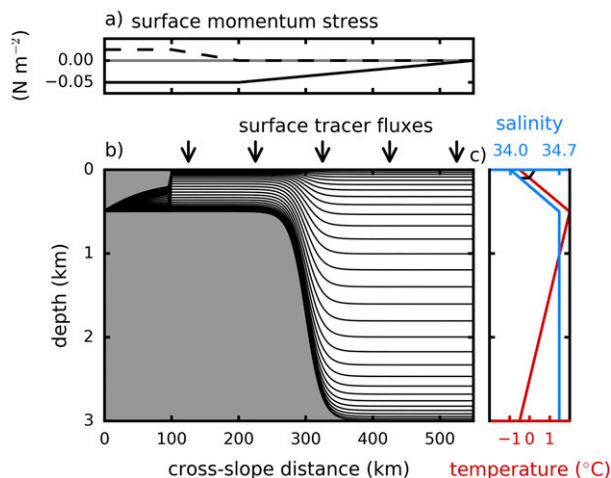 a) surface momentum stress
(N m⁻²)
0.00
−0.05
surface tracer fluxes
salinity
34.0 34.7
b)
c)
depth (km)
0
1
2
3
0 100 200 300 400 500
cross-slope distance (km)
−1 0 1
temperature (°C)